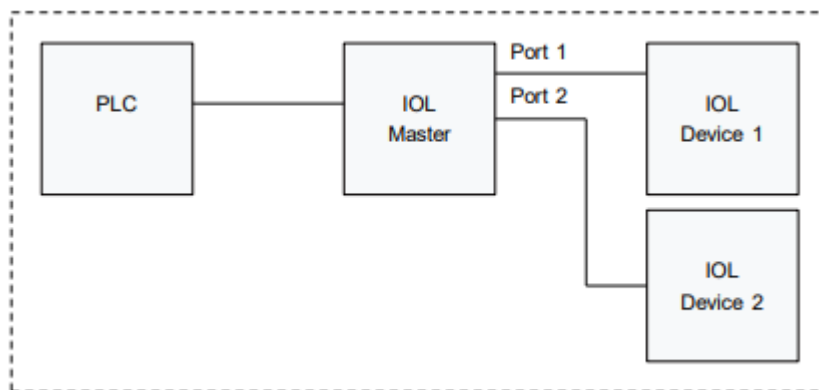 PLC
IOL
Master
Port 1
Port 2
IOL
Device 1
IOL
Device 2